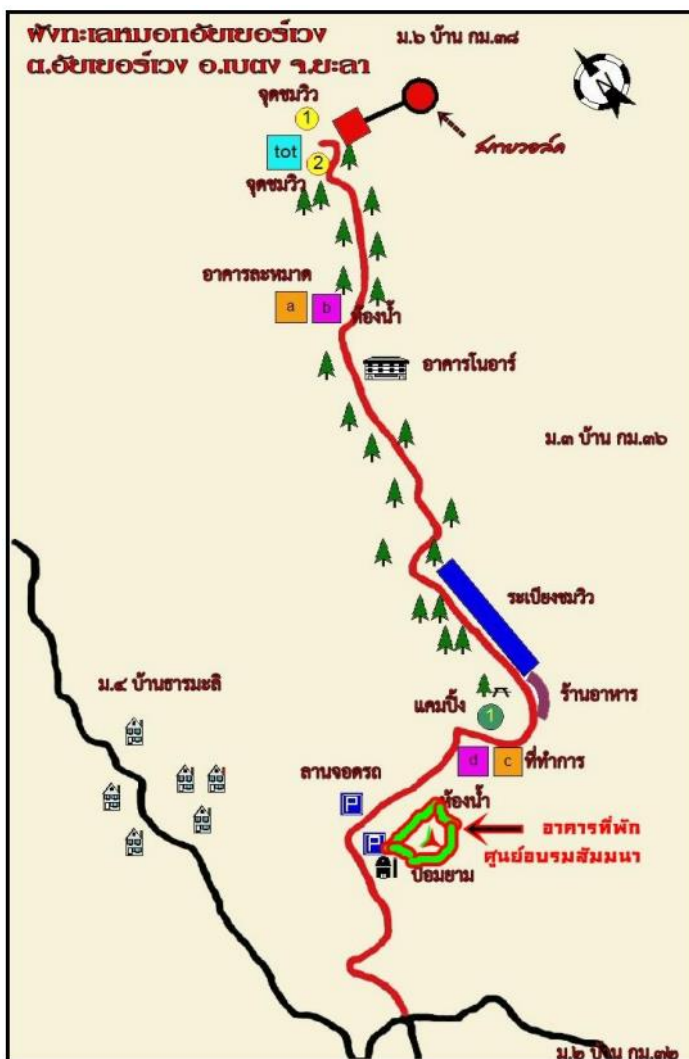 ผังทะเลหมอกอัยเยอร์เวง
ต.อัยเยอร์เวง อ.เบตง จ.ยะลา
ม.๖ บ้าน กม.๓๘
จุดชมวิว
1
tot
2
จุดชมวิว
สกายวอล์ค
อาคารละหมาด
a
b
ห้องน้ำ
อาคารโนอาร์
ม.๓ บ้าน กม.๓๖
ระเบียงชมวิว
ม.๔ บ้านธารมะลิ
แคมปิ้ง
1
ร้านอาหาร
d
c
ที่ทำการ
ลานจอดรถ
P
ห้องน้ำ
P
อาคารที่พัก
ศูนย์อบรมสัมมนา
ป้อมยาม
ม.๒ บ้าน กม.๓๒